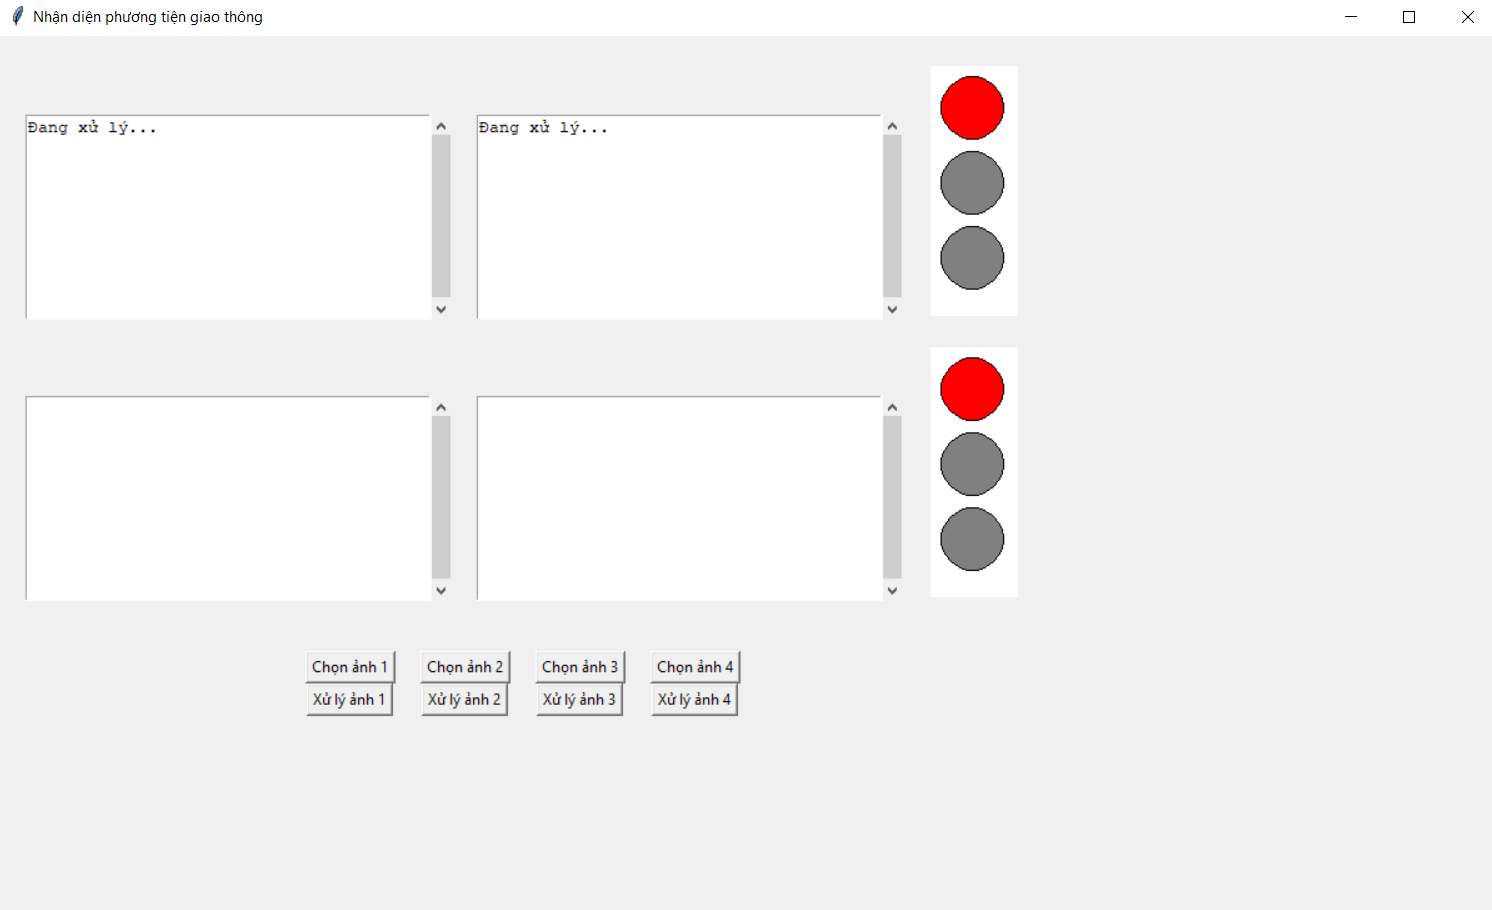 Nhận diện phương tiện giao thông
Đang xử lý...
Đang xử lý...
Chọn ảnh 1
Chọn ảnh 2
Chọn ảnh 3
Chọn ảnh 4
Xử lý ảnh 1
Xử lý ảnh 2
Xử lý ảnh 3
Xử lý ảnh 4